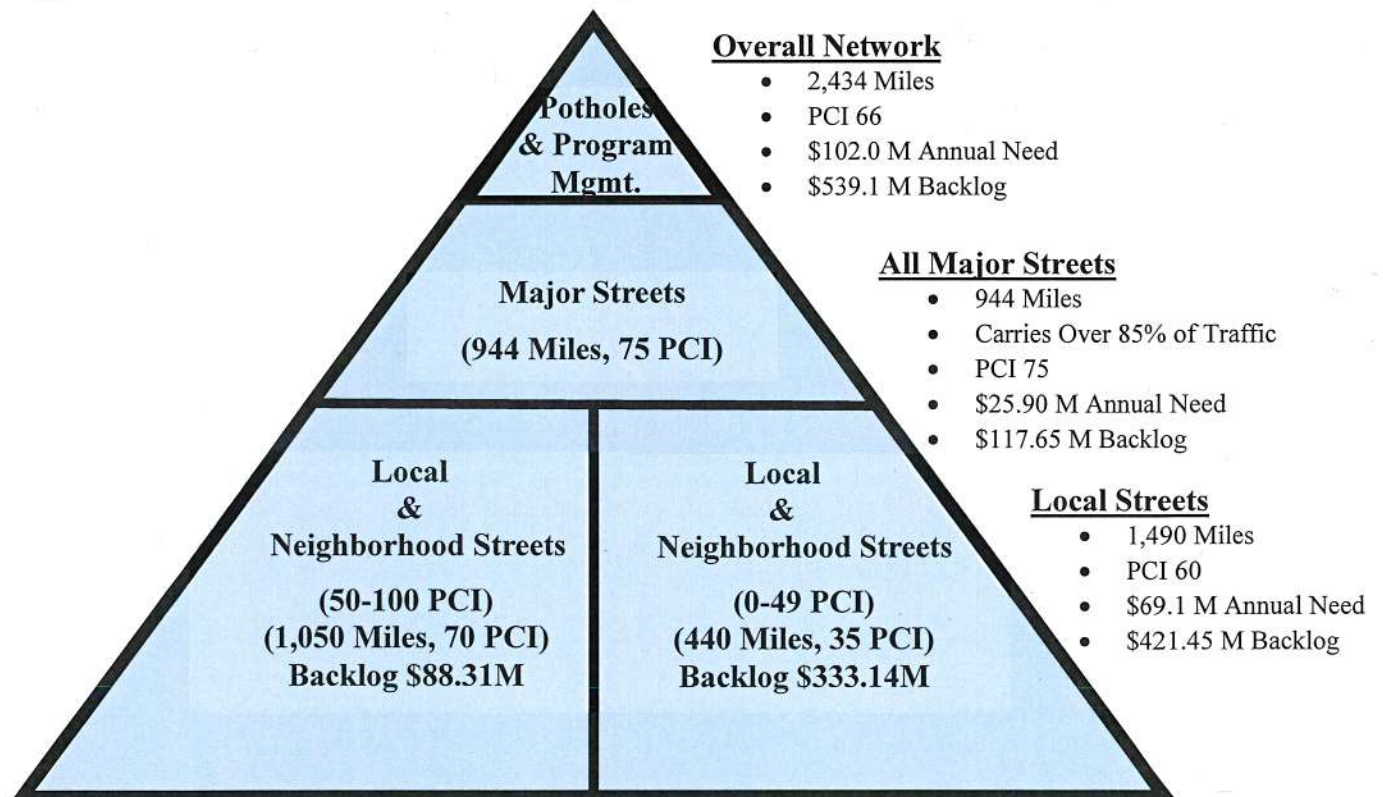 Potholes
& Program
Mgmt.
Major Streets
(944 Miles, 75 PCI)
Local
&
Neighborhood Streets
(50-100 PCI)
(1,050 Miles, 70 PCI)
Backlog $88.31M
Local
&
Neighborhood Streets
(0-49 PCI)
(440 Miles, 35 PCI)
Backlog $333.14M
Overall Network
• 2,434 Miles
• PCI 66
• $102.0 M Annual Need
• $539.1 M Backlog
All Major Streets
• 944 Miles
• Carries Over 85% of Traffic
• PCI 75
• $25.90 M Annual Need
• $117.65 M Backlog
Local Streets
• 1,490 Miles
• PCI 60
• $69.1 M Annual Need
• $421.45 M Backlog